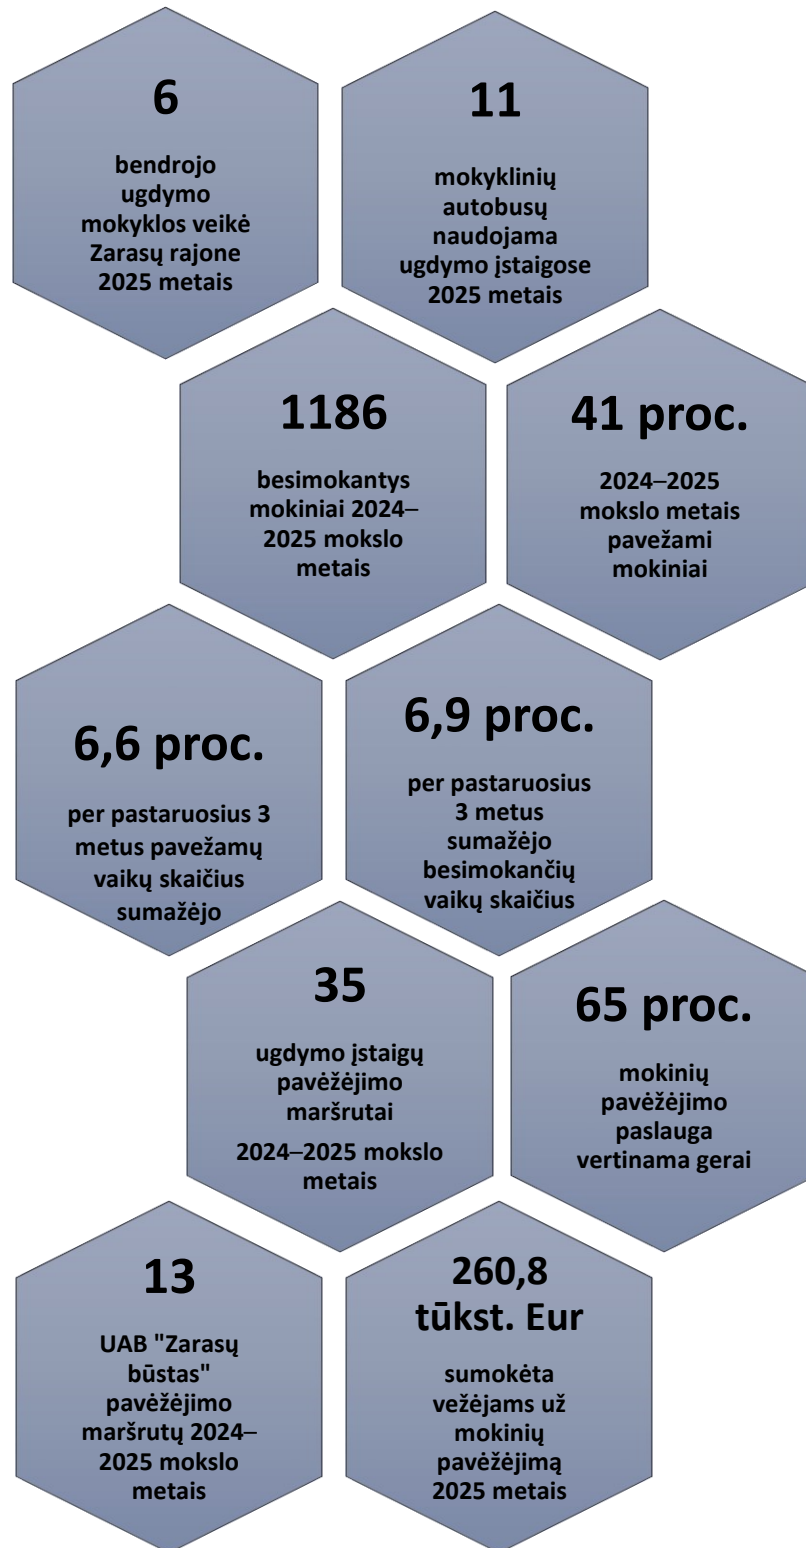 6
bendrojo
ugdymo
mokyklos veikė
Zarasų rajone
2025 metais
11
mokyklinių
autobusų
naudojama
ugdymo įstaigose
2025 metais
1186
besimokantys
mokiniai 2024–
2025 mokslo
metais
41 proc.
2024–2025
mokslo metais
pavežami
mokiniai
6,6 proc.
per pastaruosius 3
metus pavežamų
vaikų skaičius
sumažėjo
6,9 proc.
per pastaruosius
3 metus
sumažėjo
besimokančių
vaikų skaičius
35
ugdymo įstaigų
pavėžėjimo
maršrutai
2024–2025 mokslo
metais
65 proc.
mokinių
pavėžėjimo
paslauga
vertinama gerai
13
UAB "Zarasų
būstas"
pavėžėjimo
maršrutų 2024–
2025 mokslo
metais
260,8
tūkst. Eur
sumokėta
vežėjams už
mokinių
pavėžėjimą
2025 metais